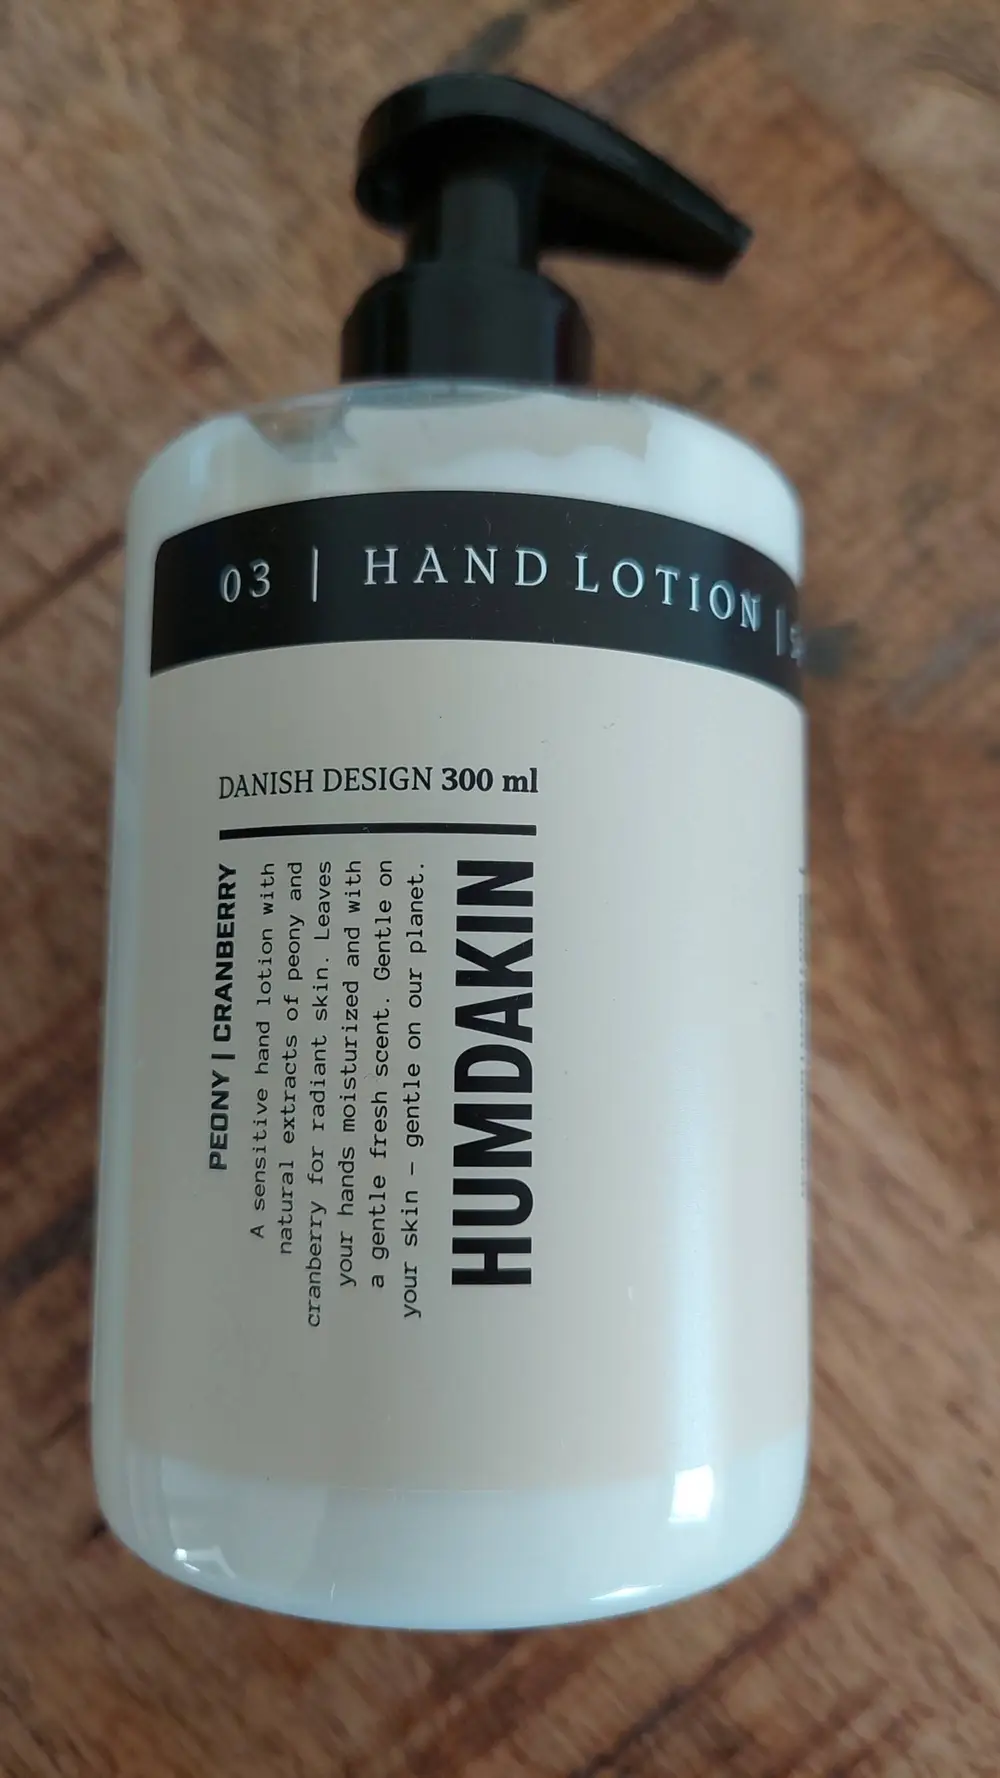 03 | HAND LOTION |
DANISH DESIGN 300 ml
PEONY | CRANBERRY
A sensitive hand lotion with
natural extracts of peony and
cranberry for radiant skin. Leaves
your hands moisturized and with
a gentle fresh scent. Gentle on
your skin – gentle on our planet.
HUMDAKIN